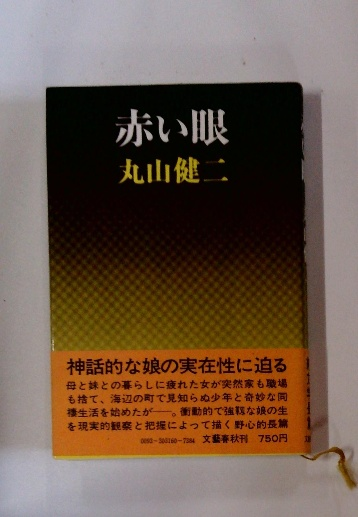 赤い眼
丸山健二
神話的な娘の実在性に迫る
母と妹との暮らしに疲れた女が突然家も職場
も捨て、海辺の町で見知らぬ少年と奇妙な同
棲生活を始めたが──。衝動的で強靱な娘の生
を現実的観察と把握によって描く野心的長篇
0093-303160-7384 文藝春秋刊 750円